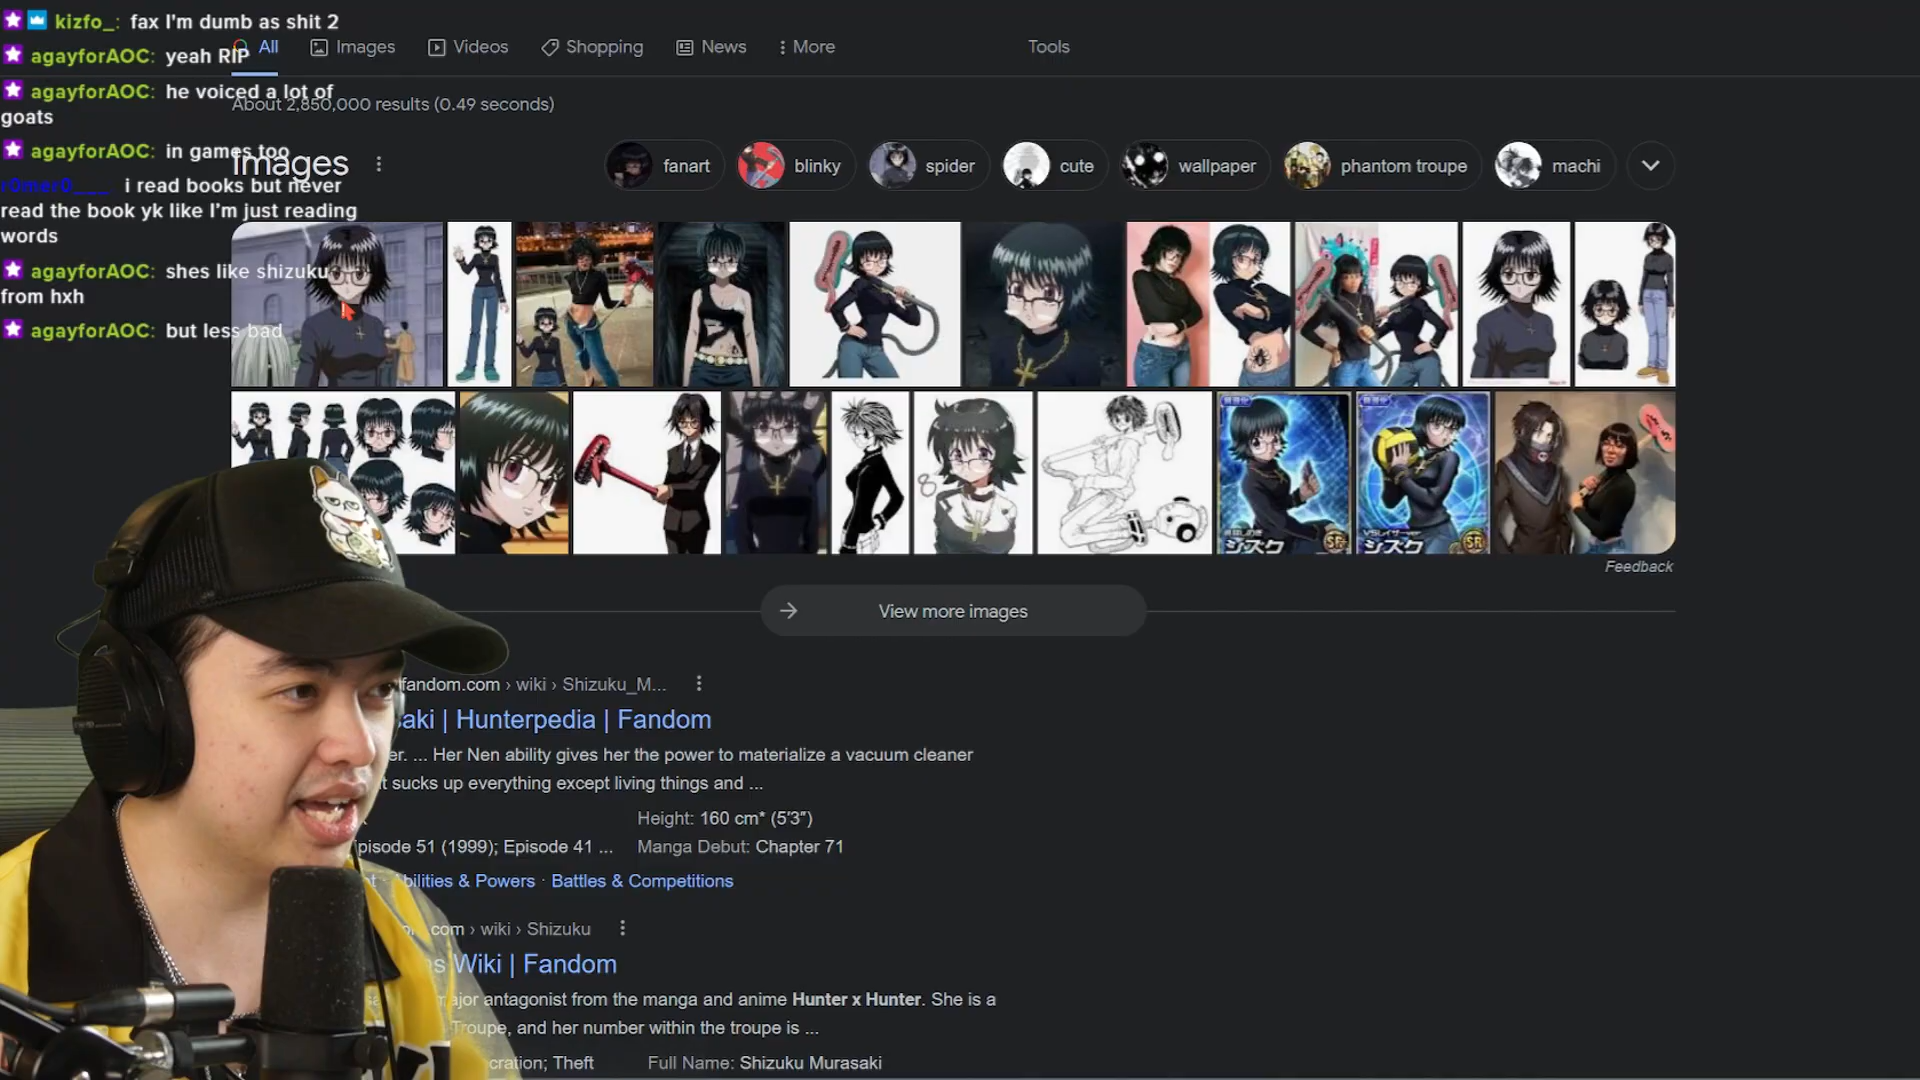 kizfo_: fax I'm dumb as shit 2
agayforAOC: yeah RIP
agayforAOC: he voiced a lot of
goats
agayforAOC: in games too
r0mer0___ i read books but never
read the book yk like I'm just reading
words
agayforAOC: shes like shizuku
from hxh
agayforAOC: but less bad
All Images Videos Shopping News More Tools
About 2,850,000 results (0.49 seconds)
Images fanart blinky spider cute wallpaper phantom troupe machi
シズク SR シズク SR
Feedback
View more images
fandom.com › wiki › Shizuku_M...
aki | Hunterpedia | Fandom
er. ... Her Nen ability gives her the power to materialize a vacuum cleaner
t sucks up everything except living things and ...
Height: 160 cm* (5′3″)
pisode 51 (1999); Episode 41 ... Manga Debut: Chapter 71
t · Abilities & Powers · Battles & Competitions
.com › wiki › Shizuku
s Wiki | Fandom
ajor antagonist from the manga and anime Hunter x Hunter. She is a
Troupe, and her number within the troupe is ...
cration; Theft Full Name: Shizuku Murasaki